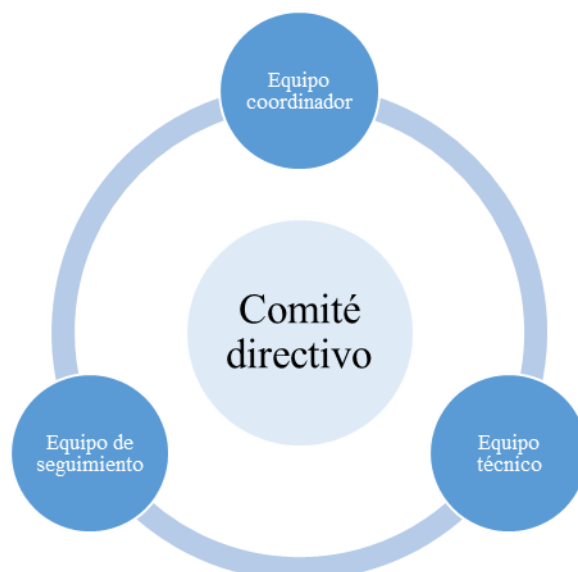 Equipo
coordinador
Comité
directivo
Equipo de
seguimiento
Equipo
técnico